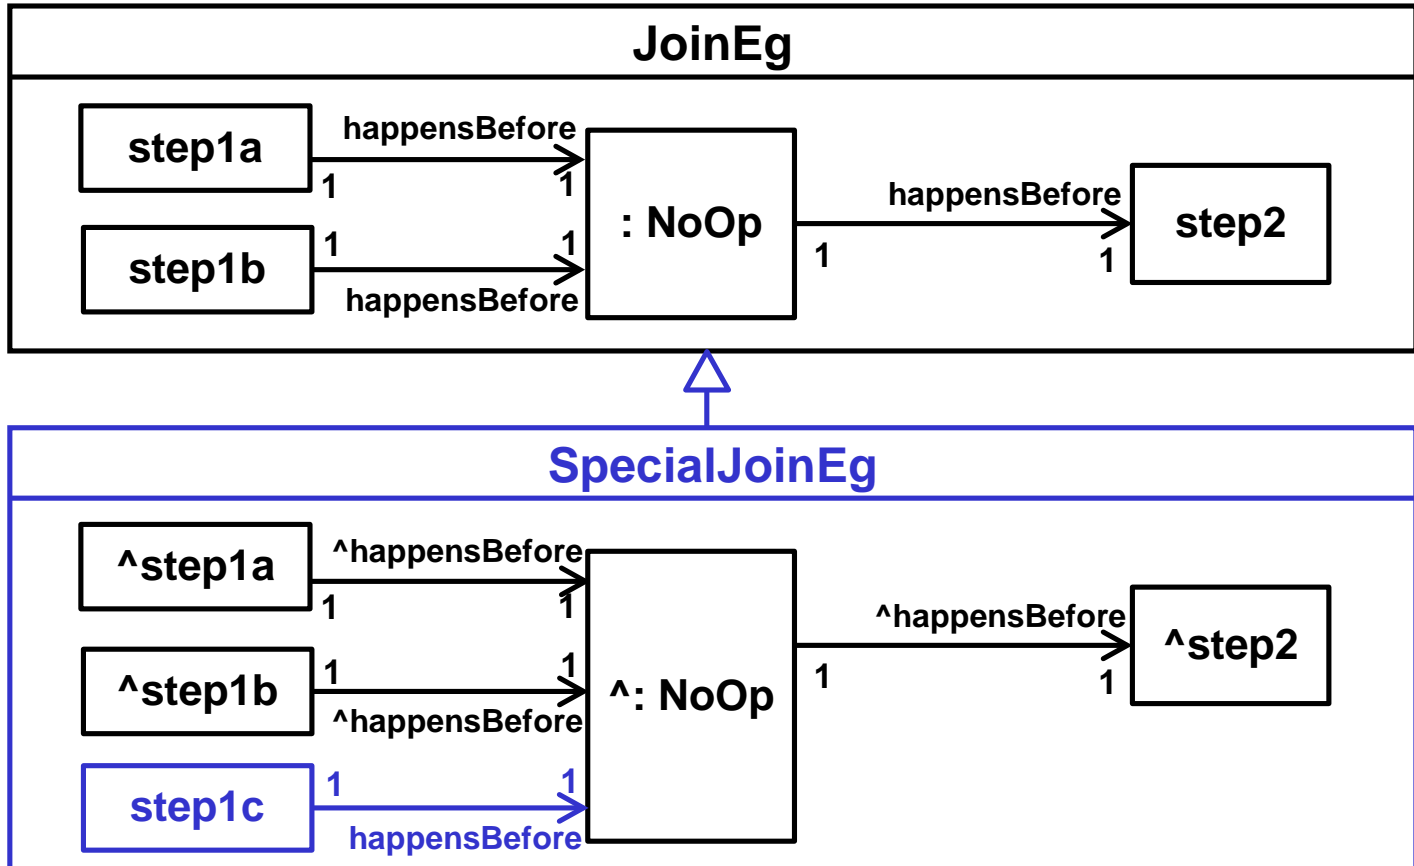 JoinEg
step1a
happensBefore
1
1
step1b
1
1
happensBefore
: NoOp
happensBefore
1
1
step2
SpecialJoinEg
^step1a
^happensBefore
1
1
^step1b
1
1
^happensBefore
step1c
1
1
happensBefore
^: NoOp
^happensBefore
1
1
^step2